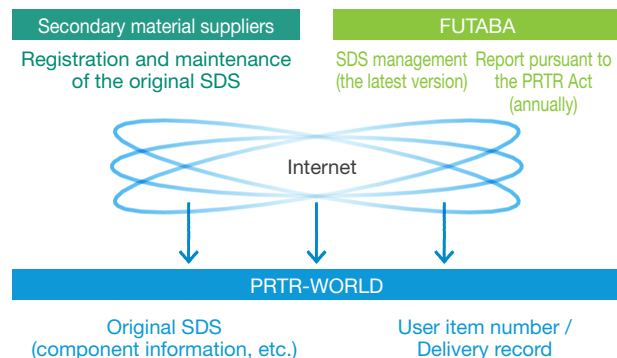 Secondary material suppliers
Registration and maintenance
of the original SDS
FUTABA
SDS management
(the latest version)
Report pursuant to
the PRTR Act
(annually)
Internet
PRTR-WORLD
Original SDS
(component information, etc.)
User item number /
Delivery record